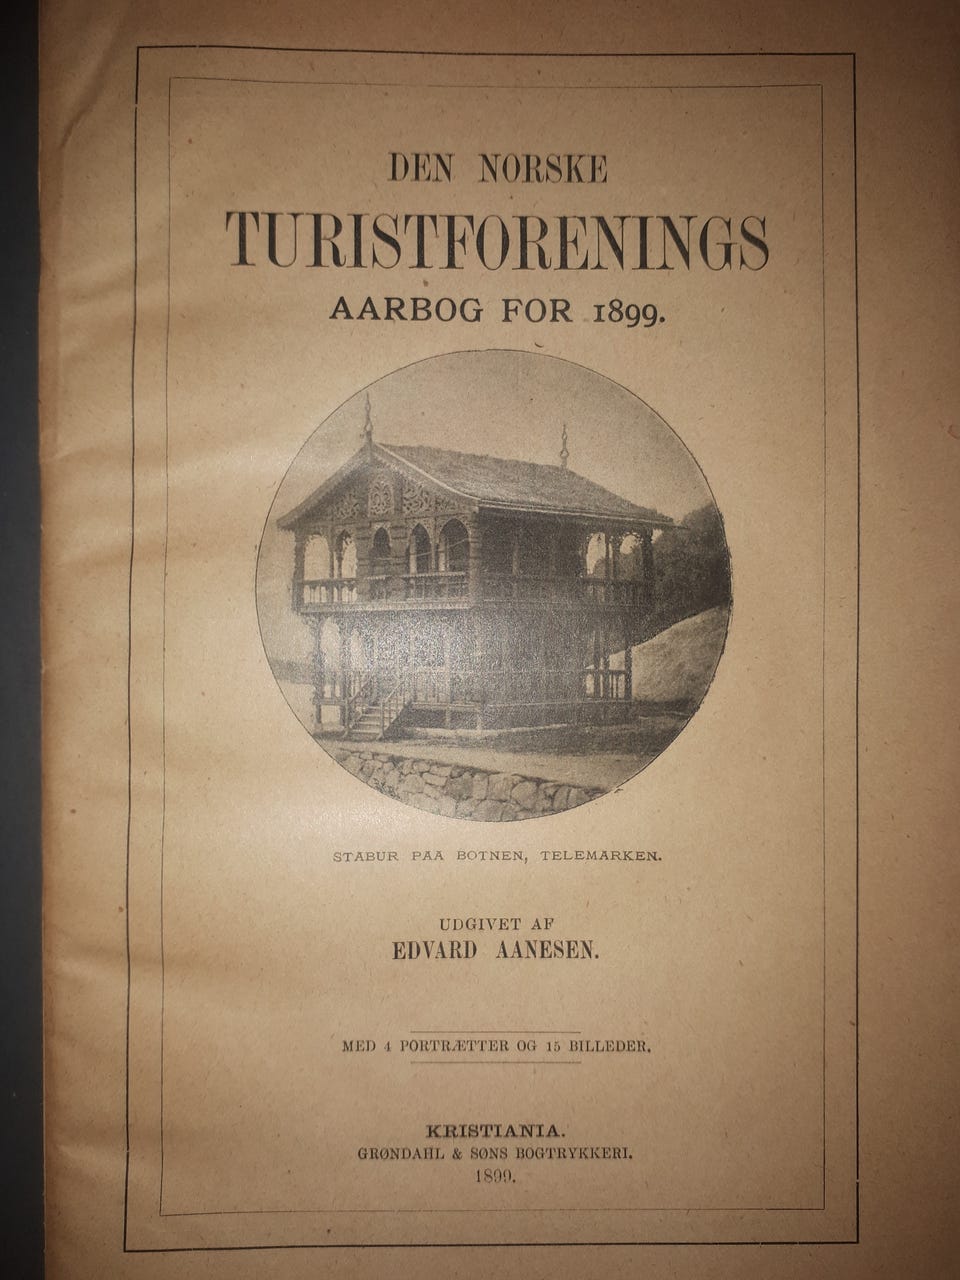 DEN NORSKE
TURISTFORENINGS
AARBOG FOR 1899.
STABUR PAA BOTNEN, TELEMARKEN.
UDGIVET AF
EDVARD AANESEN.
MED 4 PORTRÆTTER OG 15 BILLEDER.
KRISTIANIA.
GRØNDAHL & SØNS BOGTRYKKERI.
1899.